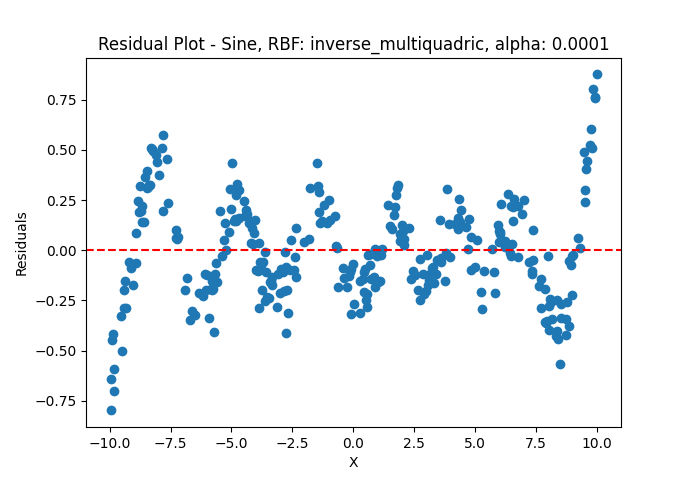 Residual Plot - Sine, RBF: inverse_multiquadric, alpha: 0.0001
0.75
0.50
0.25
0.00
−0.25
−0.50
−0.75
Residuals
−10.0 −7.5 −5.0 −2.5 0.0 2.5 5.0 7.5 10.0
X